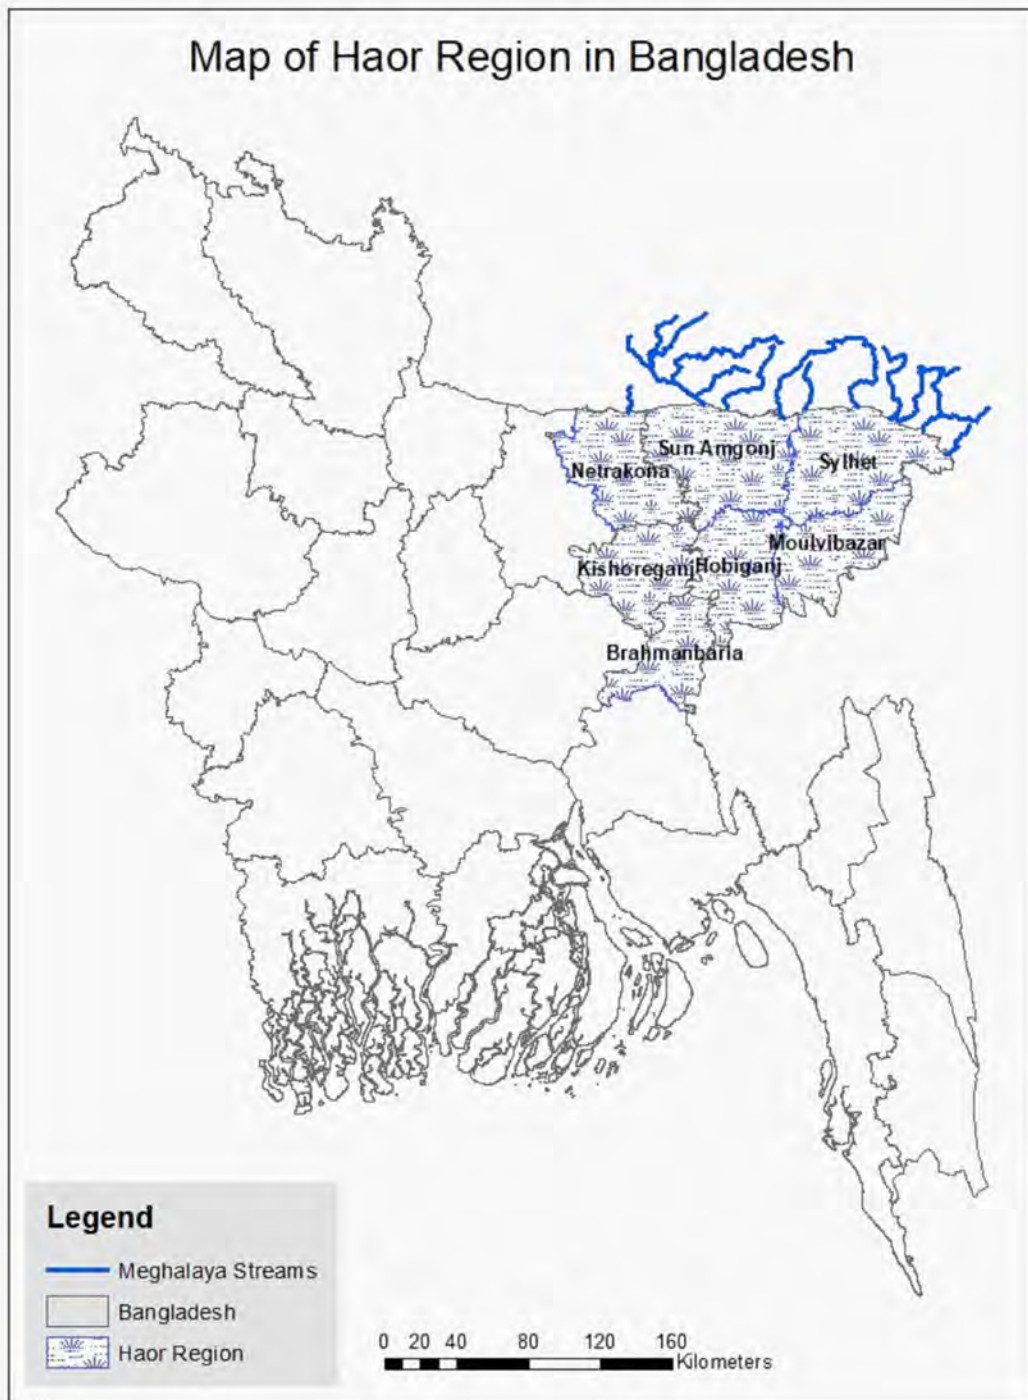 Map of Haor Region in Bangladesh
Sun Amgonj
Netrakona
Sylhet
Moulvibazar
Kishoreganj
Hobiganj
Brahmanbaria
Legend
Meghalaya Streams
Bangladesh
Haor Region
0 20 40 80 120 160
Kilometers